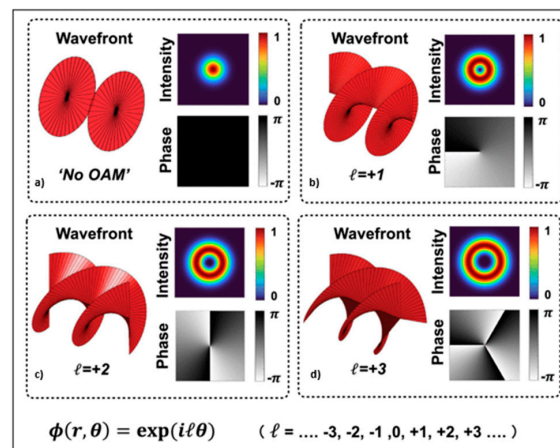 Wavefront
Intensity
1
0
Phase
π
-π
a)
'No OAM'
Wavefront
Intensity
1
0
Phase
π
-π
b)
ℓ=+1
Wavefront
Intensity
1
0
Phase
π
-π
c)
ℓ=+2
Wavefront
Intensity
1
0
Phase
π
-π
d)
ℓ=+3
ϕ(r, θ) = exp(iℓθ) ( ℓ = .... -3, -2, -1 ,0, +1, +2, +3 .... )